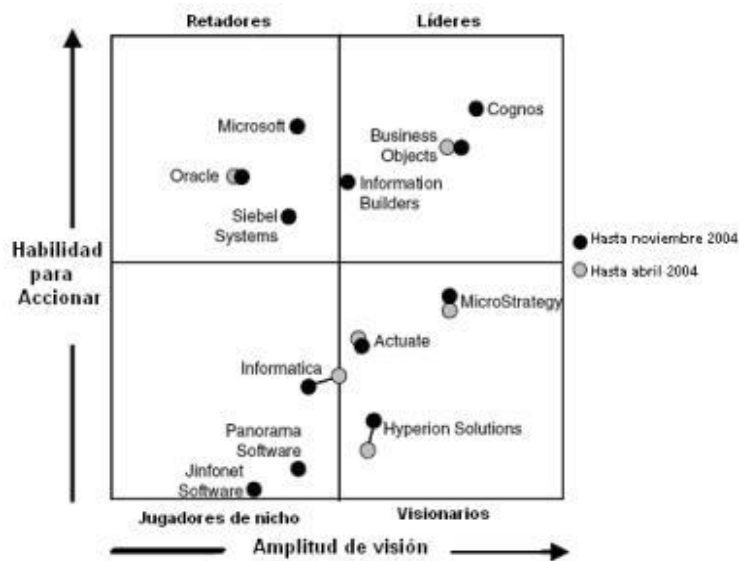 Retadores
Líderes
Cognos
Microsoft
Business
Objects
Oracle
Information
Builders
Siebel
Systems
Habilidad
para
Accionar
Hasta noviembre 2004
Hasta abril 2004
MicroStrategy
Actuate
Informatica
Hyperion Solutions
Panorama
Software
Jinfonet
Software
Jugadores de nicho
Visionarios
Amplitud de visión